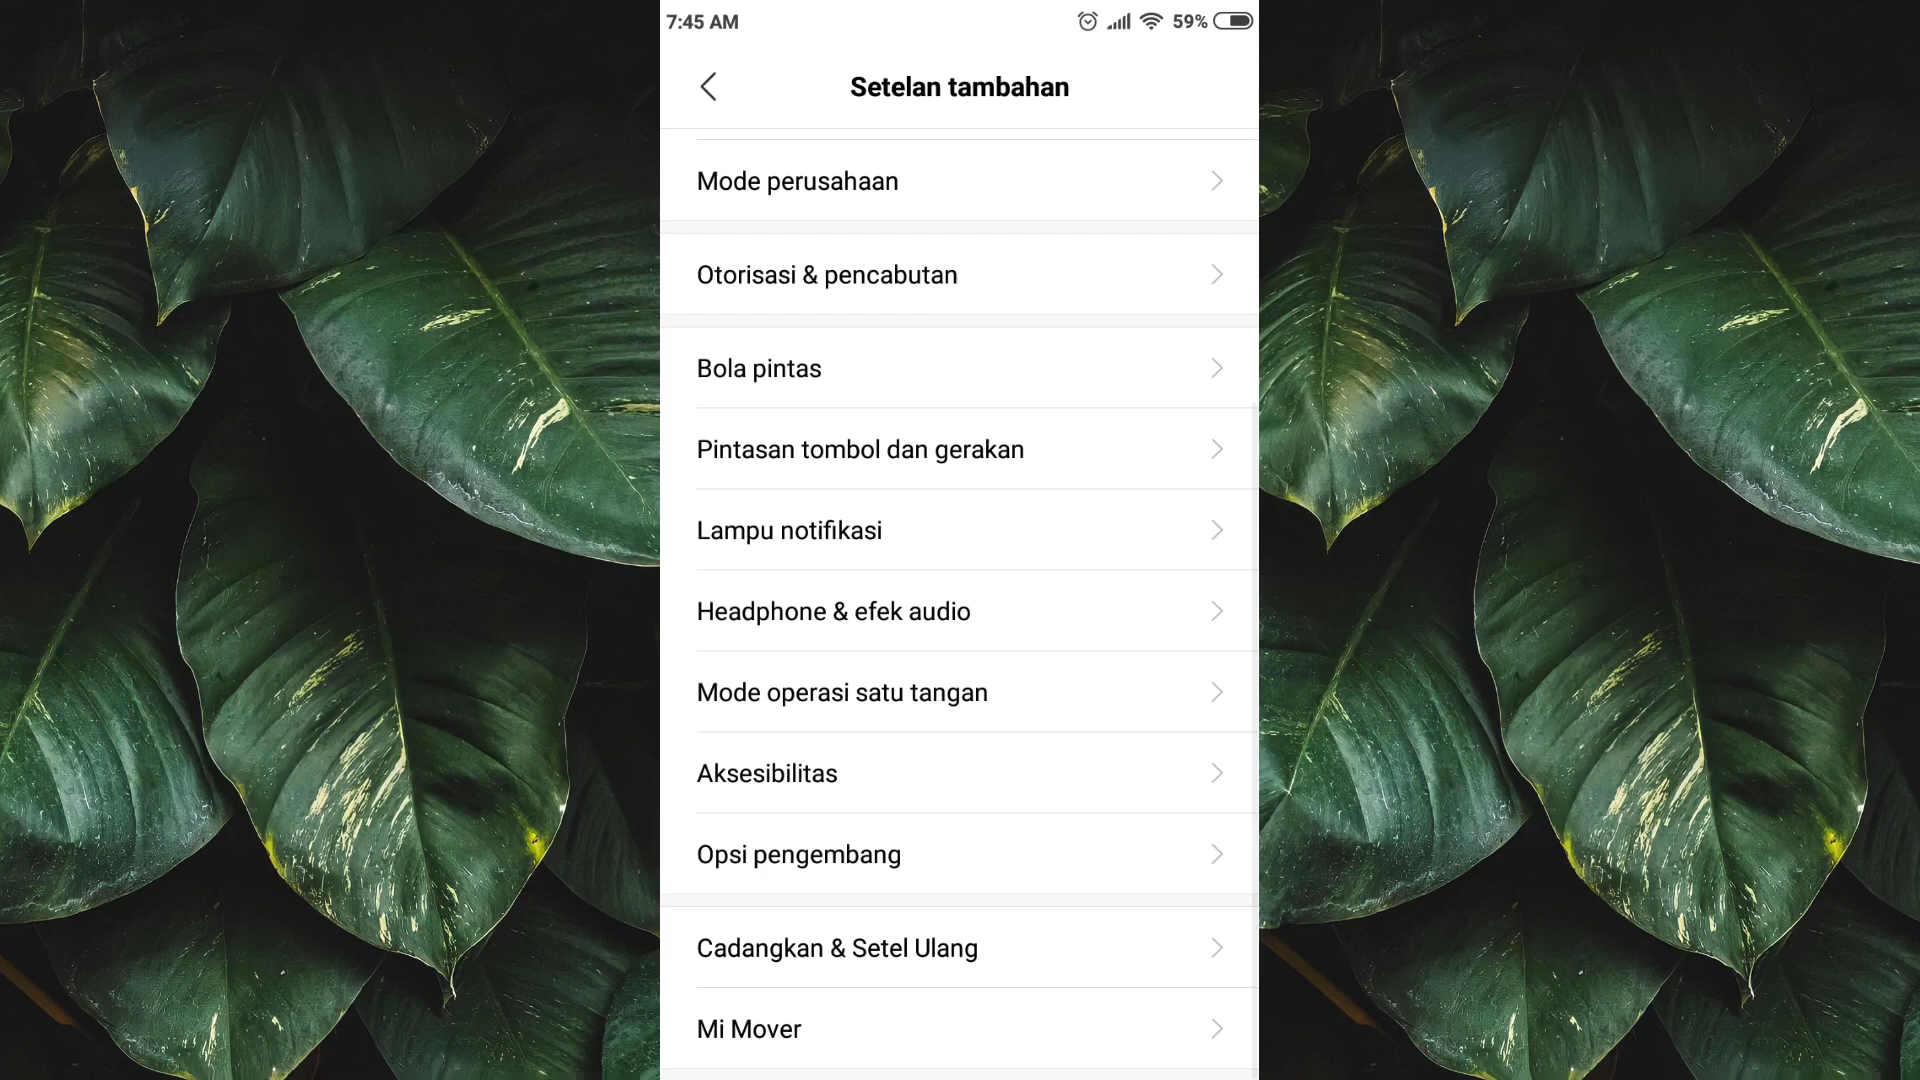 7:45 AM 59%
Setelan tambahan
Mode perusahaan
Otorisasi & pencabutan
Bola pintas
Pintasan tombol dan gerakan
Lampu notifikasi
Headphone & efek audio
Mode operasi satu tangan
Aksesibilitas
Opsi pengembang
Cadangkan & Setel Ulang
Mi Mover